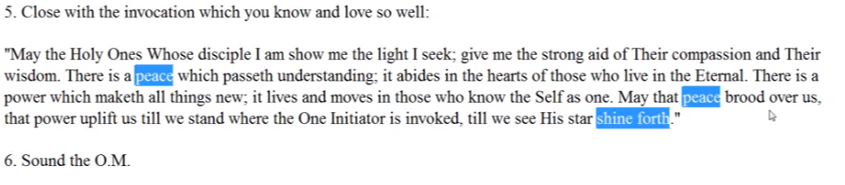 5. Close with the invocation which you know and love so well:
"May the Holy Ones Whose disciple I am show me the light I seek; give me the strong aid of Their compassion and Their
wisdom. There is a peace which passeth understanding; it abides in the hearts of those who live in the Eternal. There is a
power which maketh all things new; it lives and moves in those who know the Self as one. May that peace brood over us,
that power uplift us till we stand where the One Initiator is invoked, till we see His star shine forth."
6. Sound the O.M.